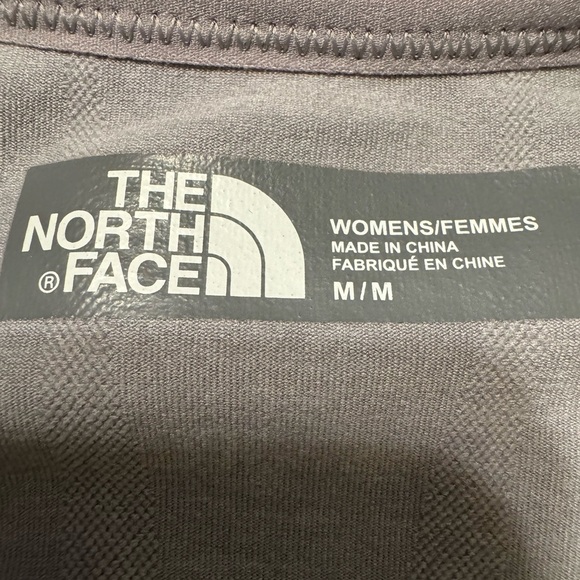 THE
NORTH
® FACE
WOMENS/FEMMES
MADE IN CHINA
FABRIQUÉ EN CHINE
M / M